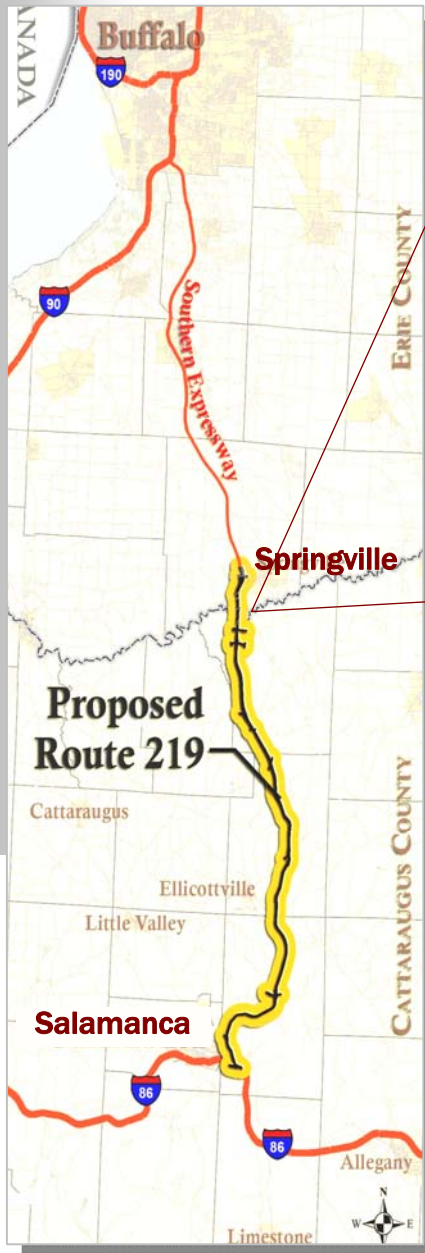 ANADA
Buffalo
190
ERIE COUNTY
90
Southern Expressway
Springville
Proposed
Route 219
Cattaraugus
CATTARAUGUS COUNTY
Ellicottville
Little Valley
Salamanca
86
86
Allegany
N
W E
S
Limestone